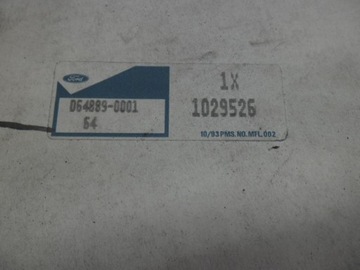 Ford
1X
064889-0001
1029526
64
10/93 PMS. NO. MFL.002